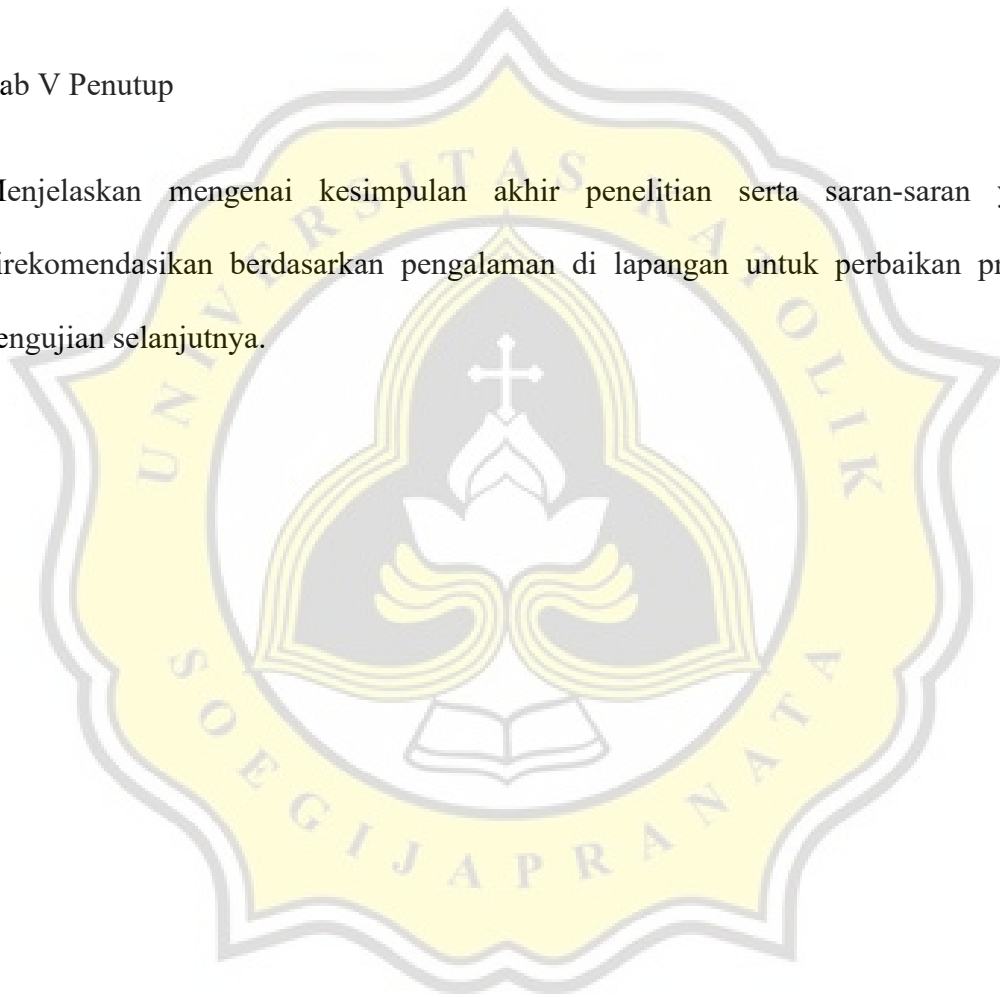 ab V Penutup
enjelaskan mengenai kesimpulan akhir penelitian serta saran-saran
irekomendasikan berdasarkan pengalaman di lapangan untuk perbaikan pr
engujian selanjutnya.
UNIVERSITAS KATOLIK
SOEGIJAPRANATA